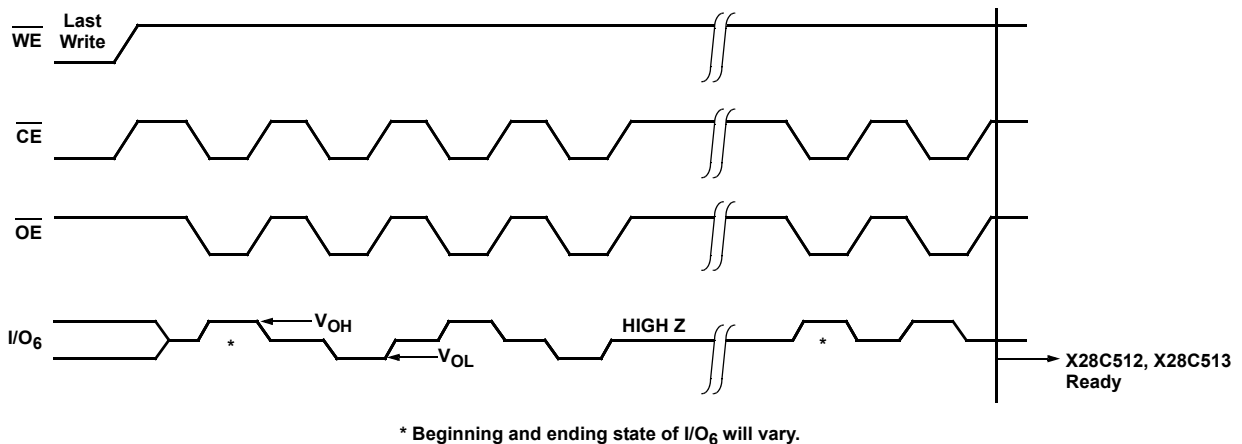 WE
Last
Write
CE
OE
I/O6
VOH
VOL
HIGH Z
*
*
X28C512, X28C513
Ready
* Beginning and ending state of I/O6 will vary.